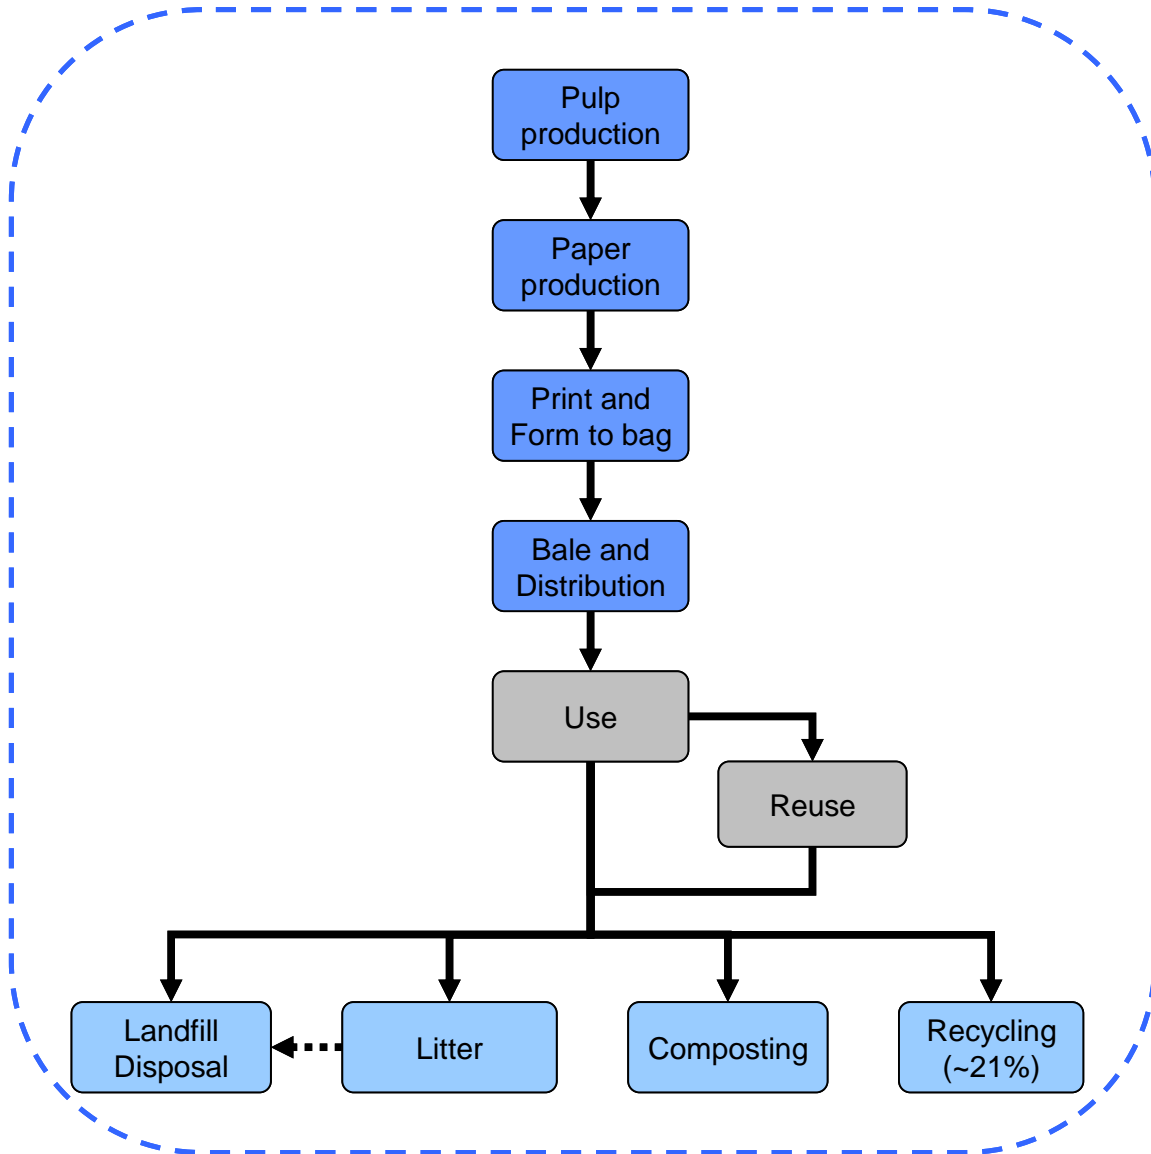 Pulp
production
Paper
production
Print and
Form to bag
Bale and
Distribution
Use
Reuse
Landfill
Disposal
Litter
Composting
Recycling
(~21%)